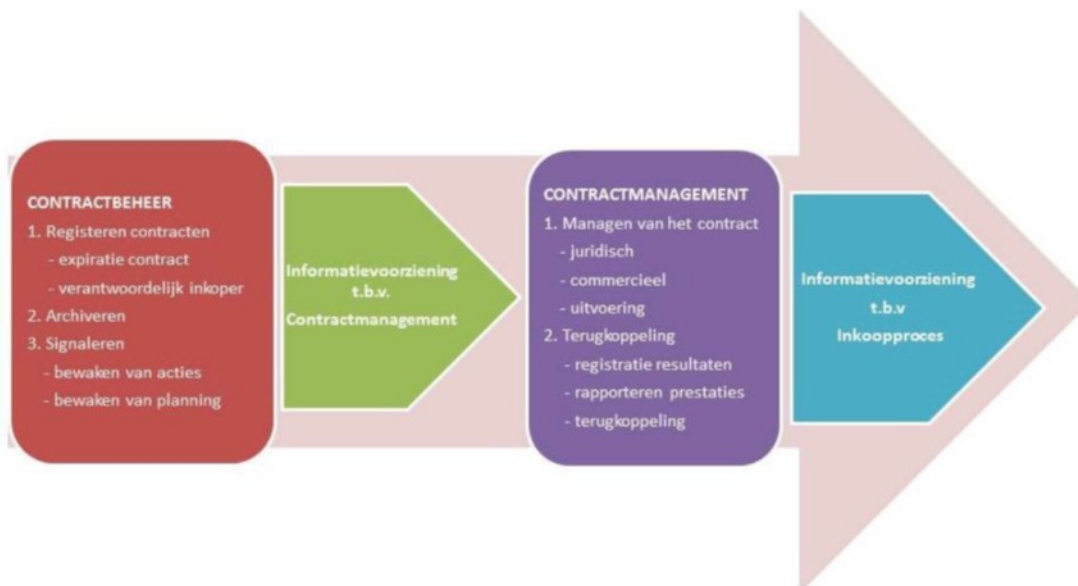 CONTRACTBEHEER
1. Registeren contracten
- expiratie contract
- verantwoordelijk inkoper
2. Archiveren
3. Signaleren
- bewaken van acties
- bewaken van planning
Informatievoorziening
t.b.v.
Contractmanagement
CONTRACTMANAGEMENT
1. Managen van het contract
- juridisch
- commercieel
- uitvoering
2. Terugkoppeling
- registratie resultaten
- rapporteren prestaties
- terugkoppeling
Informatievoorziening
t.b.v
Inkoopproces